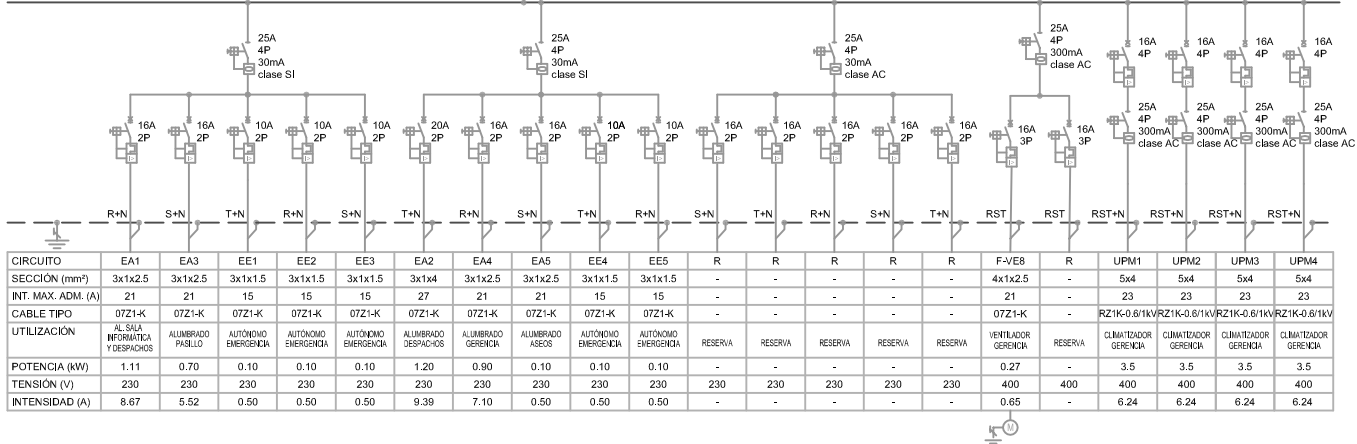 25A
4P
30mA
clase SI
25A
4P
30mA
clase SI
25A
4P
30mA
clase AC
25A
4P
300mA
clase AC
16A
4P
16A
4P
16A
4P
16A
4P
16A
2P
16A
2P
10A
2P
10A
2P
10A
2P
20A
2P
16A
2P
16A
2P
10A
2P
10A
2P
16A
2P
16A
2P
16A
2P
16A
2P
16A
2P
16A
3P
16A
3P
25A
4P
300mA
clase AC
25A
4P
300mA
clase AC
25A
4P
300mA
clase AC
25A
4P
300mA
clase AC
R+N S+N T+N R+N S+N T+N R+N S+N T+N R+N S+N T+N R+N S+N T+N RST RST RST+N RST+N RST+N RST+N
CIRCUITO EA1 EA3 EE1 EE2 EE3 EA2 EA4 EA5 EE4 EE5 R R R R R F-VE8 R UPM1 UPM2 UPM3 UPM4
SECCIÓN (mm²) 3x1x2.5 3x1x2.5 3x1x1.5 3x1x1.5 3x1x1.5 3x1x4 3x1x2.5 3x1x2.5 3x1x1.5 3x1x1.5 - - - - - 4x1x2.5 - 5x4 5x4 5x4 5x4
INT. MAX. ADM. (A) 21 21 15 15 15 27 21 21 15 15 - - - - - 21 - 23 23 23 23
CABLE TIPO 07Z1-K 07Z1-K 07Z1-K 07Z1-K 07Z1-K 07Z1-K 07Z1-K 07Z1-K 07Z1-K 07Z1-K - - - - - 07Z1-K - RZ1K-0.6/1kV RZ1K-0.6/1kV RZ1K-0.6/1kV RZ1K-0.6/1kV
UTILIZACIÓN AL. SALA INFORMÁTICA Y DESPACHOS ALUMBRADO PASILLO AUTÓNOMO EMERGENCIA AUTÓNOMO EMERGENCIA AUTÓNOMO EMERGENCIA ALUMBRADO DESPACHOS ALUMBRADO GERENCIA ALUMBRADO ASEOS AUTÓNOMO EMERGENCIA AUTÓNOMO EMERGENCIA RESERVA RESERVA RESERVA RESERVA RESERVA VENTILADOR GERENCIA RESERVA CLIMATIZADOR GERENCIA CLIMATIZADOR GERENCIA CLIMATIZADOR GERENCIA CLIMATIZADOR GERENCIA
POTENCIA (kW) 1.11 0.70 0.10 0.10 0.10 1.20 0.90 0.10 0.10 0.10 - - - - - 0.27 - 3.5 3.5 3.5 3.5
TENSIÓN (V) 230 230 230 230 230 230 230 230 230 230 230 230 230 230 230 400 400 400 400 400 400
INTENSIDAD (A) 8.67 5.52 0.50 0.50 0.50 9.39 7.10 0.50 0.50 0.50 - - - - - 0.65 - 6.24 6.24 6.24 6.24
M